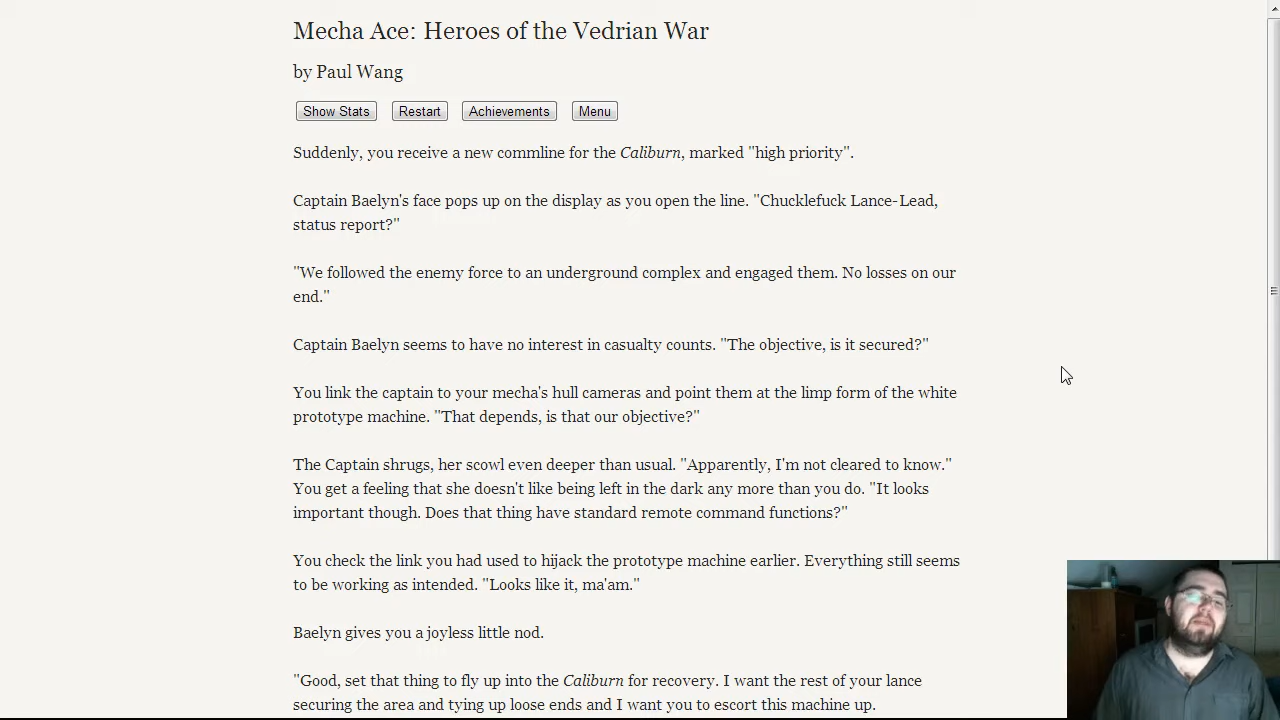 Mecha Ace: Heroes of the Vedrian War
by Paul Wang
Show Stats Restart Achievements Menu
Suddenly, you receive a new commline for the Caliburn, marked "high priority".
Captain Baelyn's face pops up on the display as you open the line. "Chucklefuck Lance-Lead,
status report?"
"We followed the enemy force to an underground complex and engaged them. No losses on our
end."
Captain Baelyn seems to have no interest in casualty counts. "The objective, is it secured?"
You link the captain to your mecha's hull cameras and point them at the limp form of the white
prototype machine. "That depends, is that our objective?"
The Captain shrugs, her scowl even deeper than usual. "Apparently, I'm not cleared to know."
You get a feeling that she doesn't like being left in the dark any more than you do. "It looks
important though. Does that thing have standard remote command functions?"
You check the link you had used to hijack the prototype machine earlier. Everything still seems
to be working as intended. "Looks like it, ma'am."
Baelyn gives you a joyless little nod.
"Good, set that thing to fly up into the Caliburn for recovery. I want the rest of your lance
securing the area and tying up loose ends and I want you to escort this machine up.